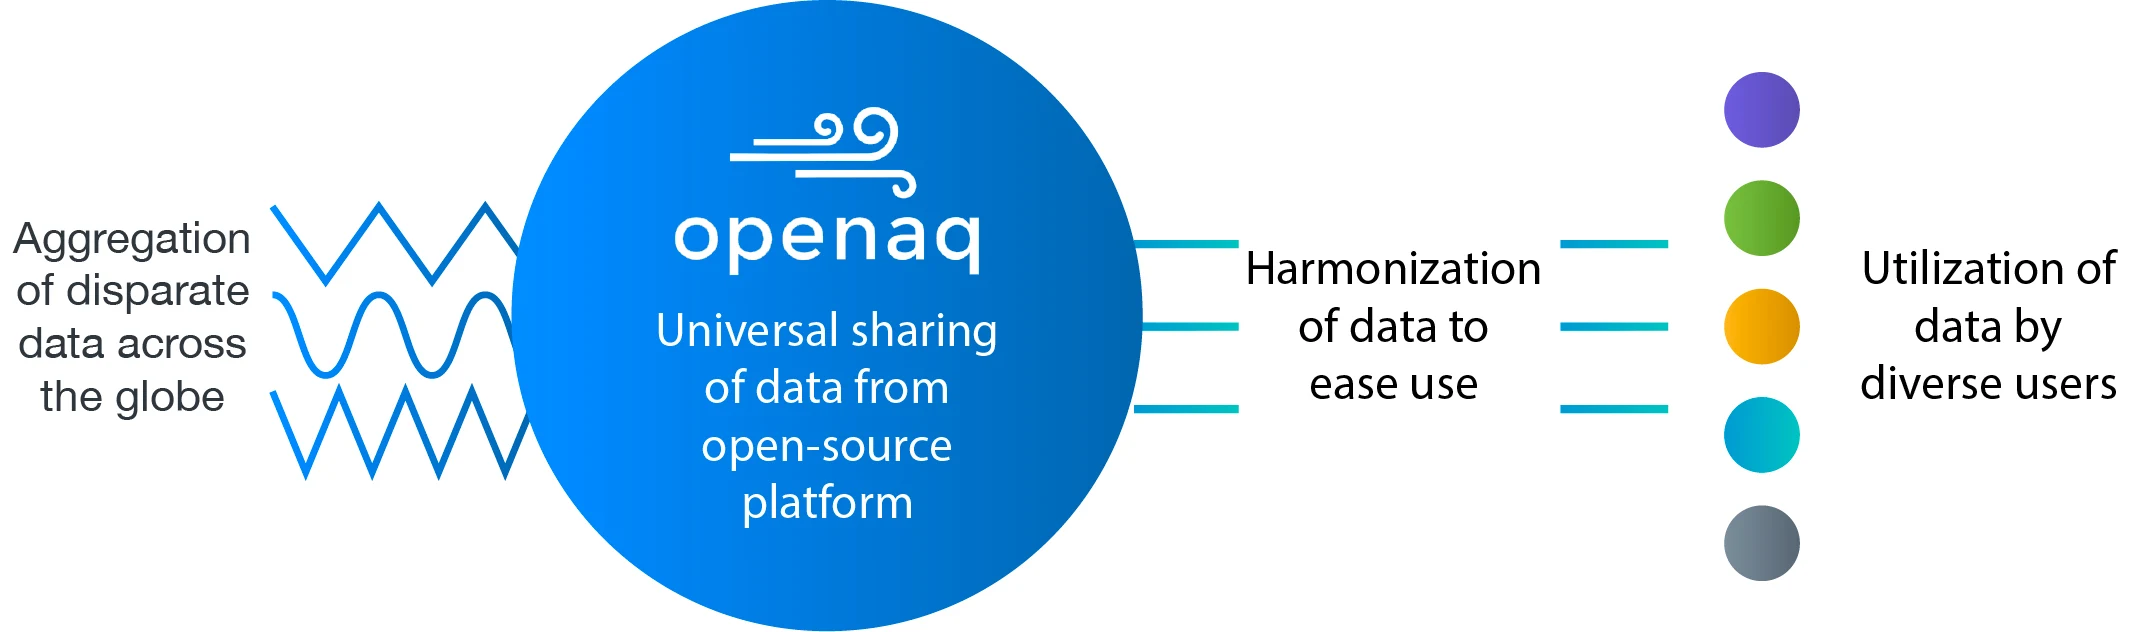 Aggregation
of disparate
data across
the globe
openaq
Universal sharing
of data from
open-source
platform
Harmonization
of data to
ease use
Utilization of
data by
diverse users